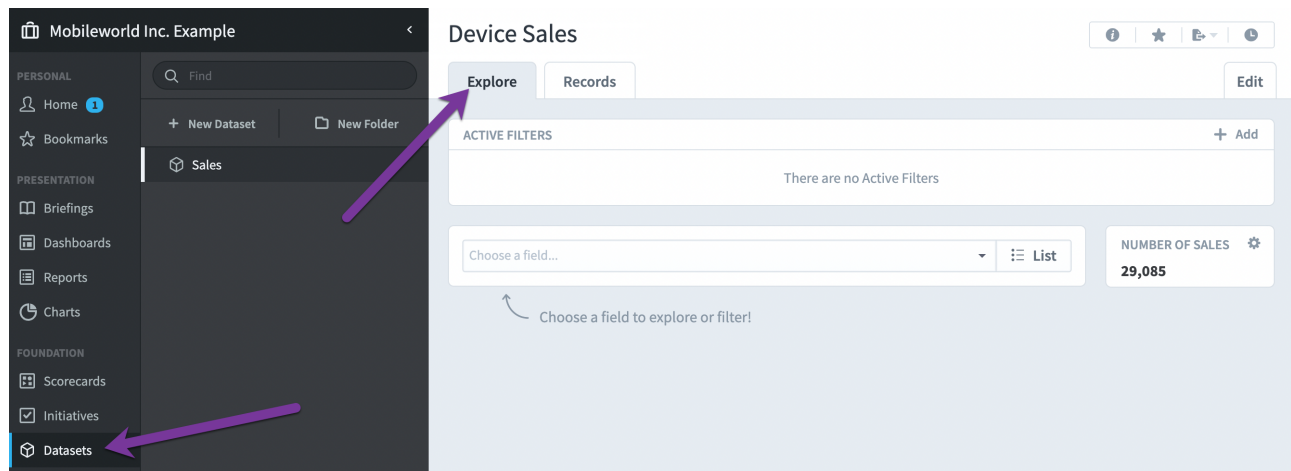 Mobileworld Inc. Example
PERSONAL
Home 1
Bookmarks
PRESENTATION
Briefings
Dashboards
Reports
Charts
FOUNDATION
Scorecards
Initiatives
Datasets
Find
+ New Dataset
New Folder
Sales
Device Sales
Explore
Records
Edit
ACTIVE FILTERS
+ Add
There are no Active Filters
Choose a field...
List
NUMBER OF SALES
29,085
Choose a field to explore or filter!